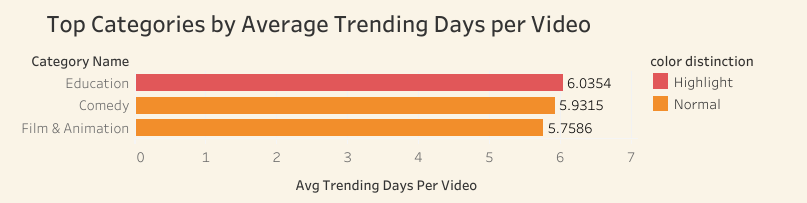 Top Categories by Average Trending Days per Video
Category Name
color distinction
Education 6.0354
Highlight
Comedy 5.9315
Normal
Film & Animation 5.7586
0 1 2 3 4 5 6 7
Avg Trending Days Per Video